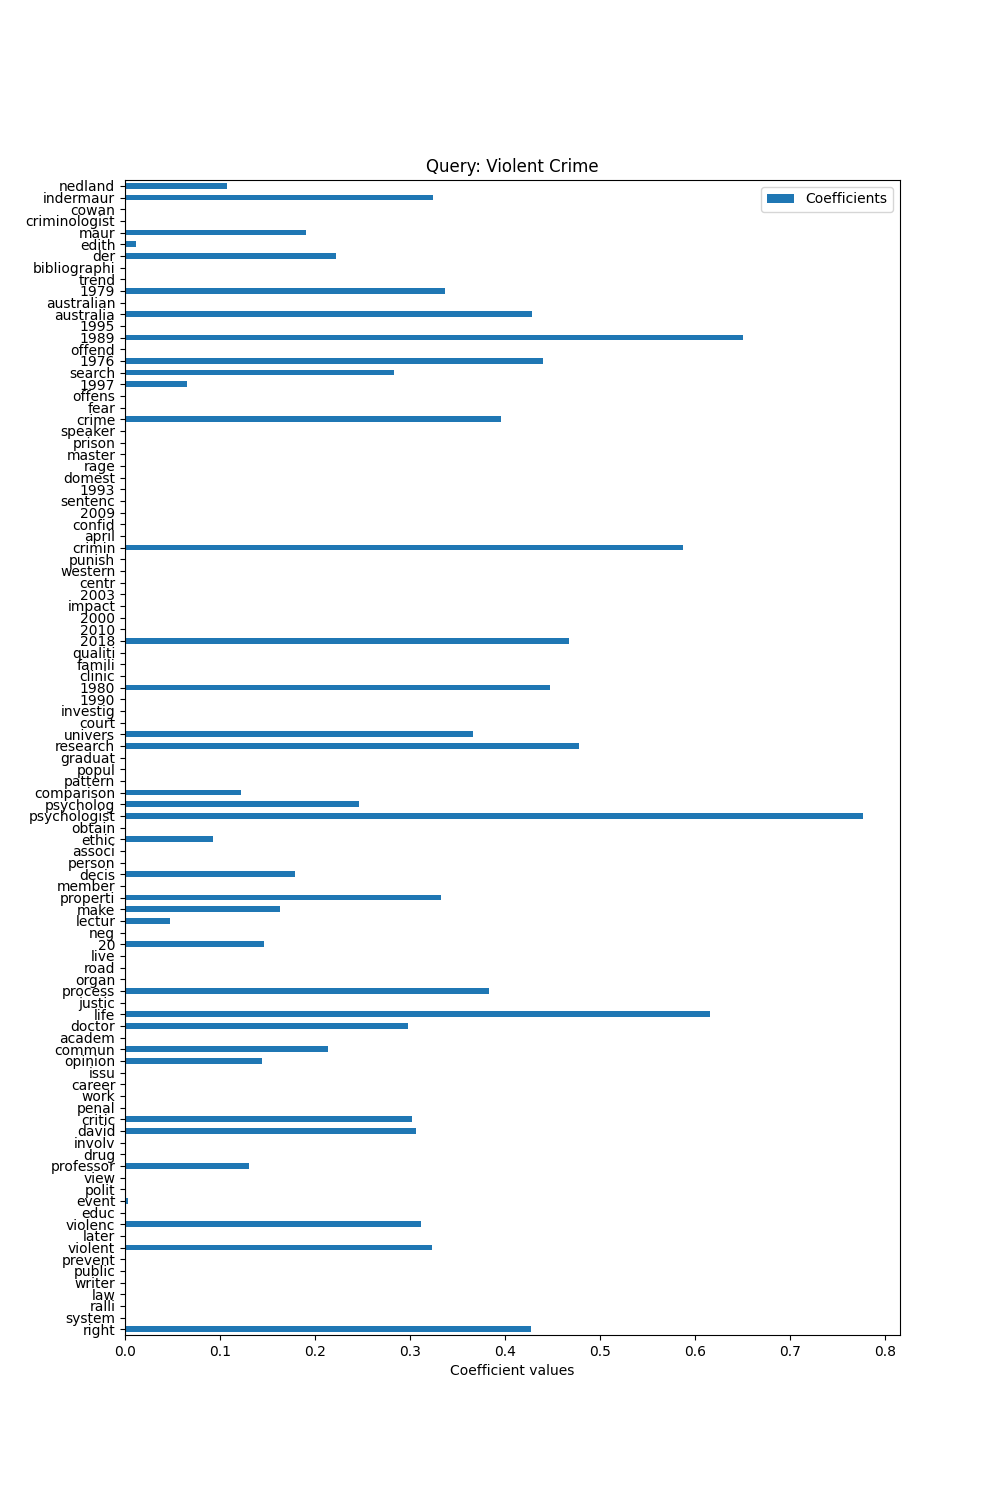 Query: Violent Crime
Coefficients
nedland
indermaur
cowan
criminologist
maur
edith
der
bibliographi
trend
1979
australian
australia
1995
1989
offend
1976
search
1997
offens
fear
crime
speaker
prison
master
rage
domest
1993
sentenc
2009
confid
april
crimin
punish
western
centr
2003
impact
2000
2010
2018
qualiti
famili
clinic
1980
1990
investig
court
univers
research
graduat
popul
pattern
comparison
psycholog
psychologist
obtain
ethic
associ
person
decis
member
properti
make
lectur
neg
20
live
road
organ
process
justic
life
doctor
academ
commun
opinion
issu
career
work
penal
critic
david
involv
drug
professor
view
polit
event
educ
violenc
later
violent
prevent
public
writer
law
ralli
system
right
0.0 0.1 0.2 0.3 0.4 0.5 0.6 0.7 0.8
Coefficient values